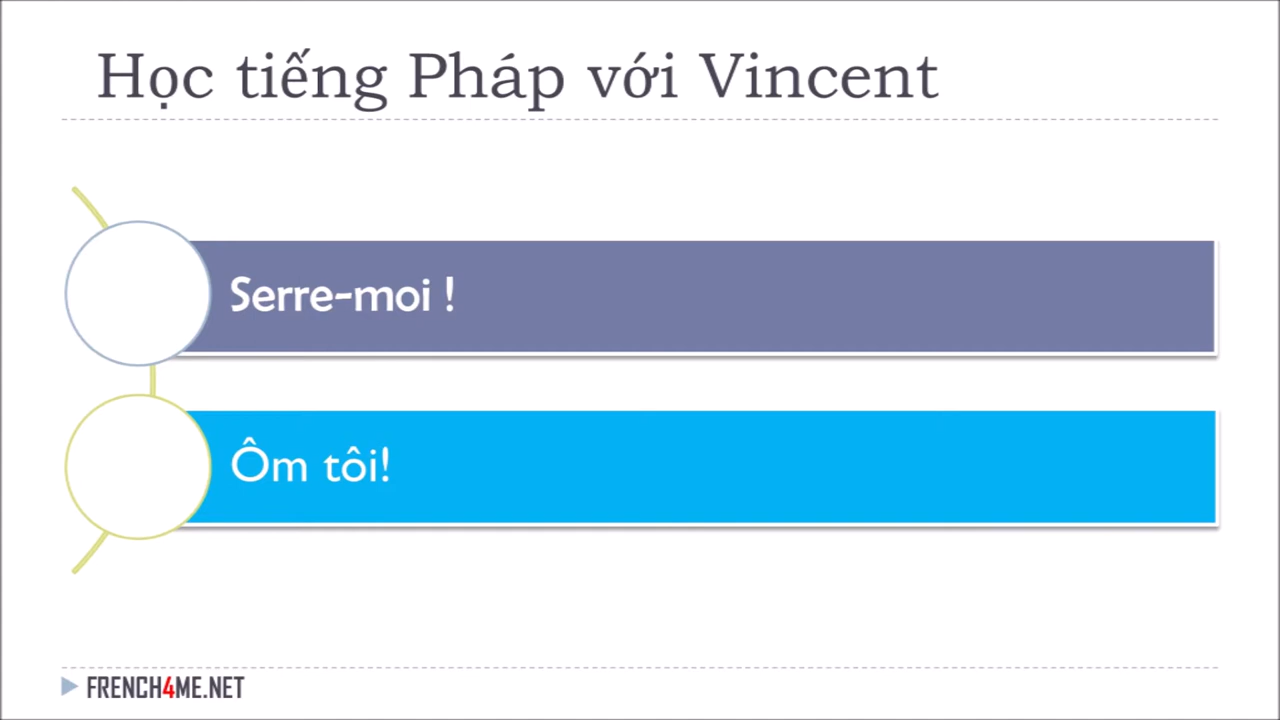 Học tiếng Pháp với Vincent
Serre-moi !
Ôm tôi!
FRENCH4ME.NET